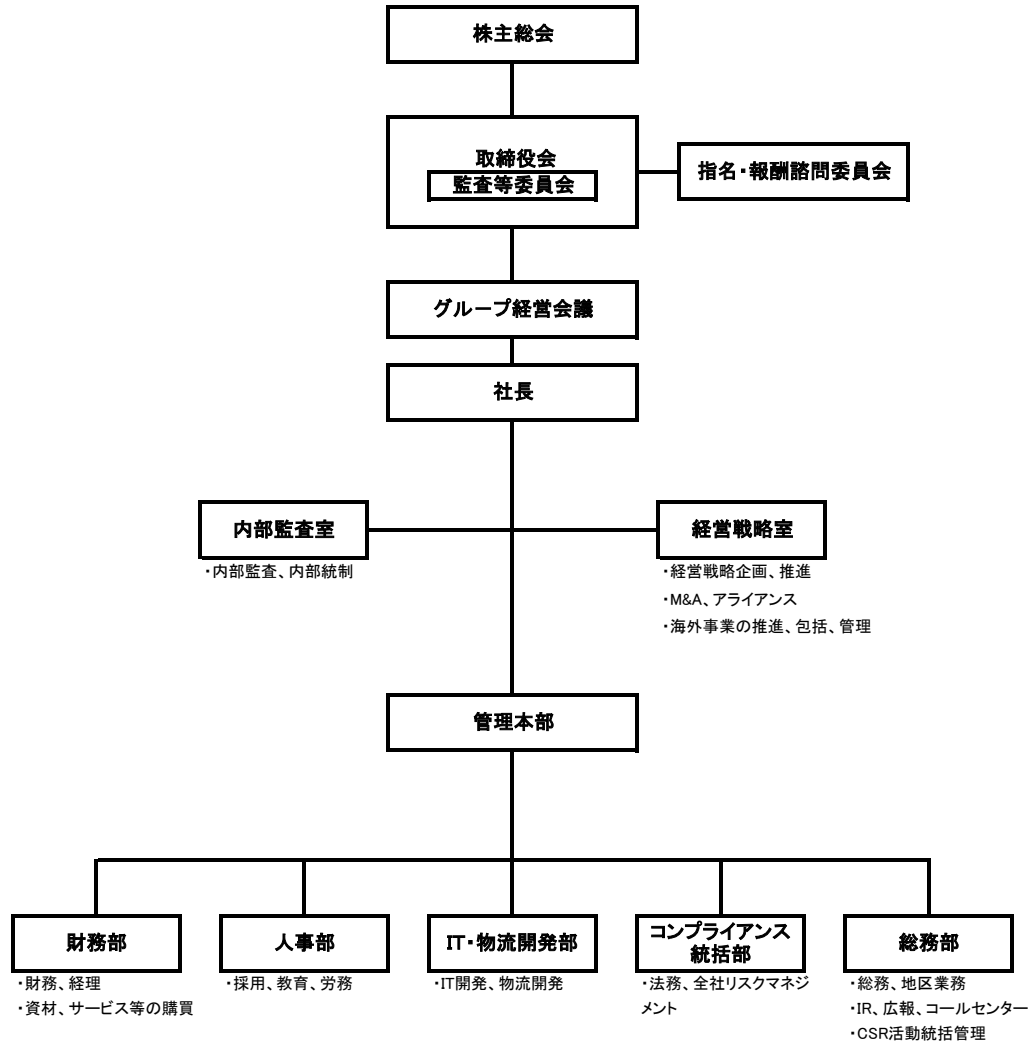 株主総会
取締役会
監査等委員会
指名・報酬諮問委員会
グループ経営会議
社長
内部監査室
・内部監査、内部統制
経営戦略室
・経営戦略企画、推進
・M&A、アライアンス
・海外事業の推進、包括、管理
管理本部
財務部
・財務、経理
・資材、サービス等の購買
人事部
・採用、教育、労務
IT・物流開発部
・IT開発、物流開発
コンプライアンス
統括部
・法務、全社リスクマネジ
メント
総務部
・総務、地区業務
・IR、広報、コールセンター
・CSR活動統括管理